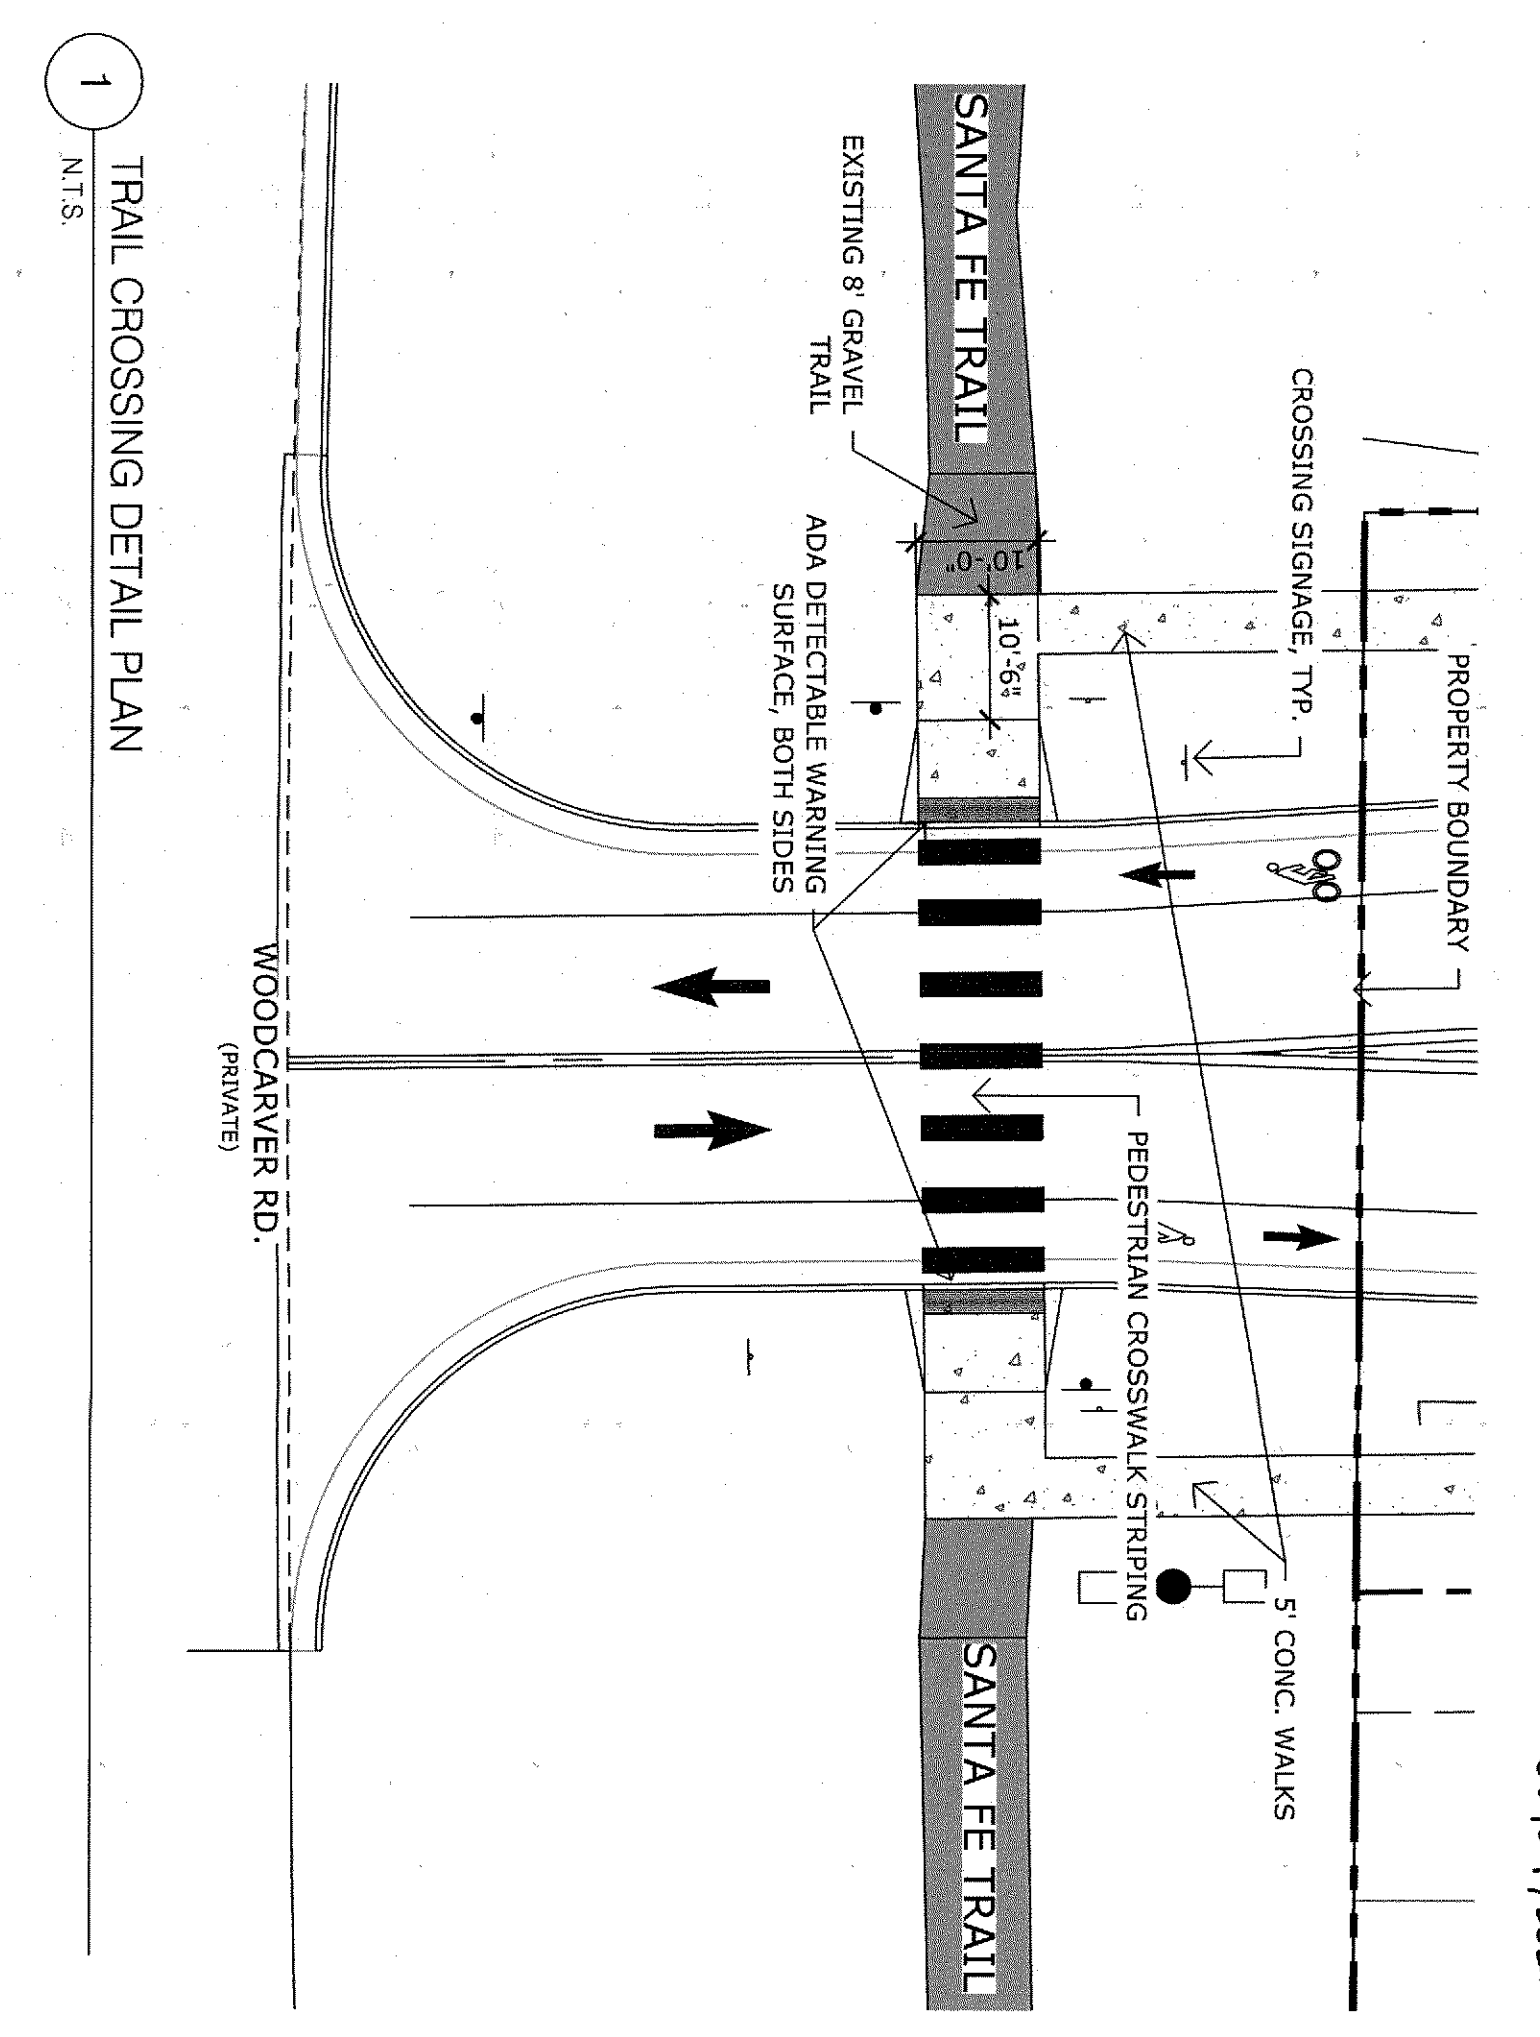 PROPERTY BOUNDARY
CROSSING SIGNAGE, TYP.
5' CONC. WALKS
PEDESTRIAN CROSSWALK STRIPING
SANTA FE TRAIL
SANTA FE TRAIL
10'-0"
10'-6"
EXISTING 8' GRAVEL
TRAIL
ADA DETECTABLE WARNING
SURFACE, BOTH SIDES
WOODCARVER RD.
(PRIVATE)
1
TRAIL CROSSING DETAIL PLAN
N.T.S.